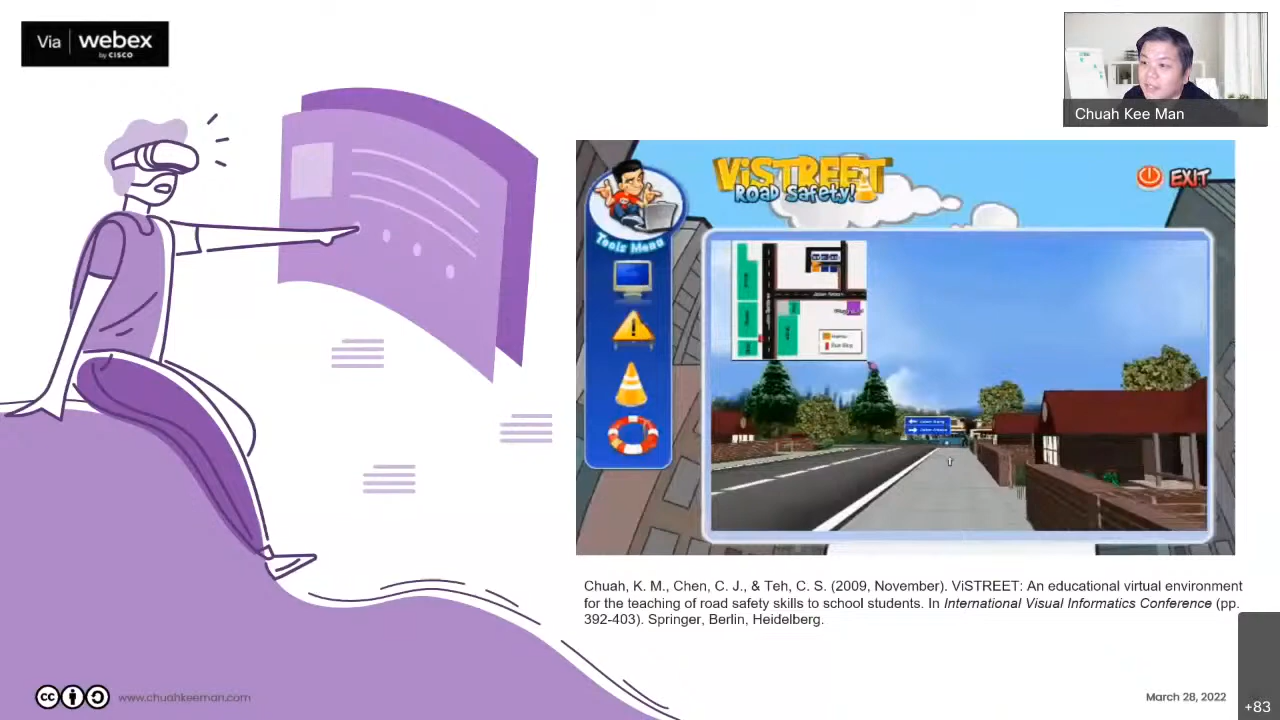 Via webex
by CISCO
Chuah Kee Man
ViSTREET
ROAD SAFETY!
EXIT
Tools Menu
Chuah, K. M., Chen, C. J., & Teh, C. S. (2009, November). ViSTREET: An educational virtual environment
for the teaching of road safety skills to school students. In International Visual Informatics Conference (pp.
392-403). Springer, Berlin, Heidelberg.
cc
www.chuahkeeman.com
March 28, 2022
+83